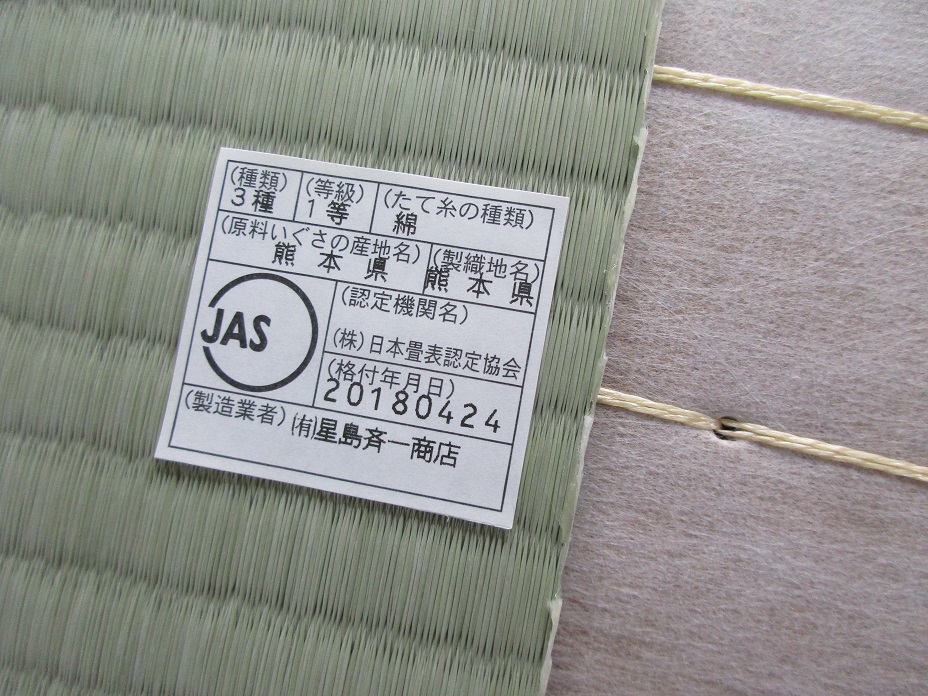 (種類) (等級) (たて糸の種類)
3種 1等 綿
(原料いぐさの産地名) (製織地名)
熊本県 熊本県
JAS
(認定機関名)
(株)日本畳表認定協会
(格付年月日)
20180424
(製造業者) (有)星島斉一商店